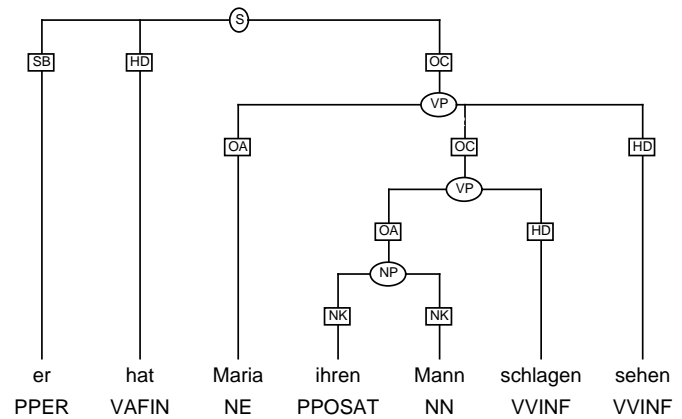 S
SB HD OC
VP
OA OC HD
VP
OA HD
NP
NK NK
er hat Maria ihren Mann schlagen sehen
PPER VAFIN NE PPOSAT NN VVINF VVINF